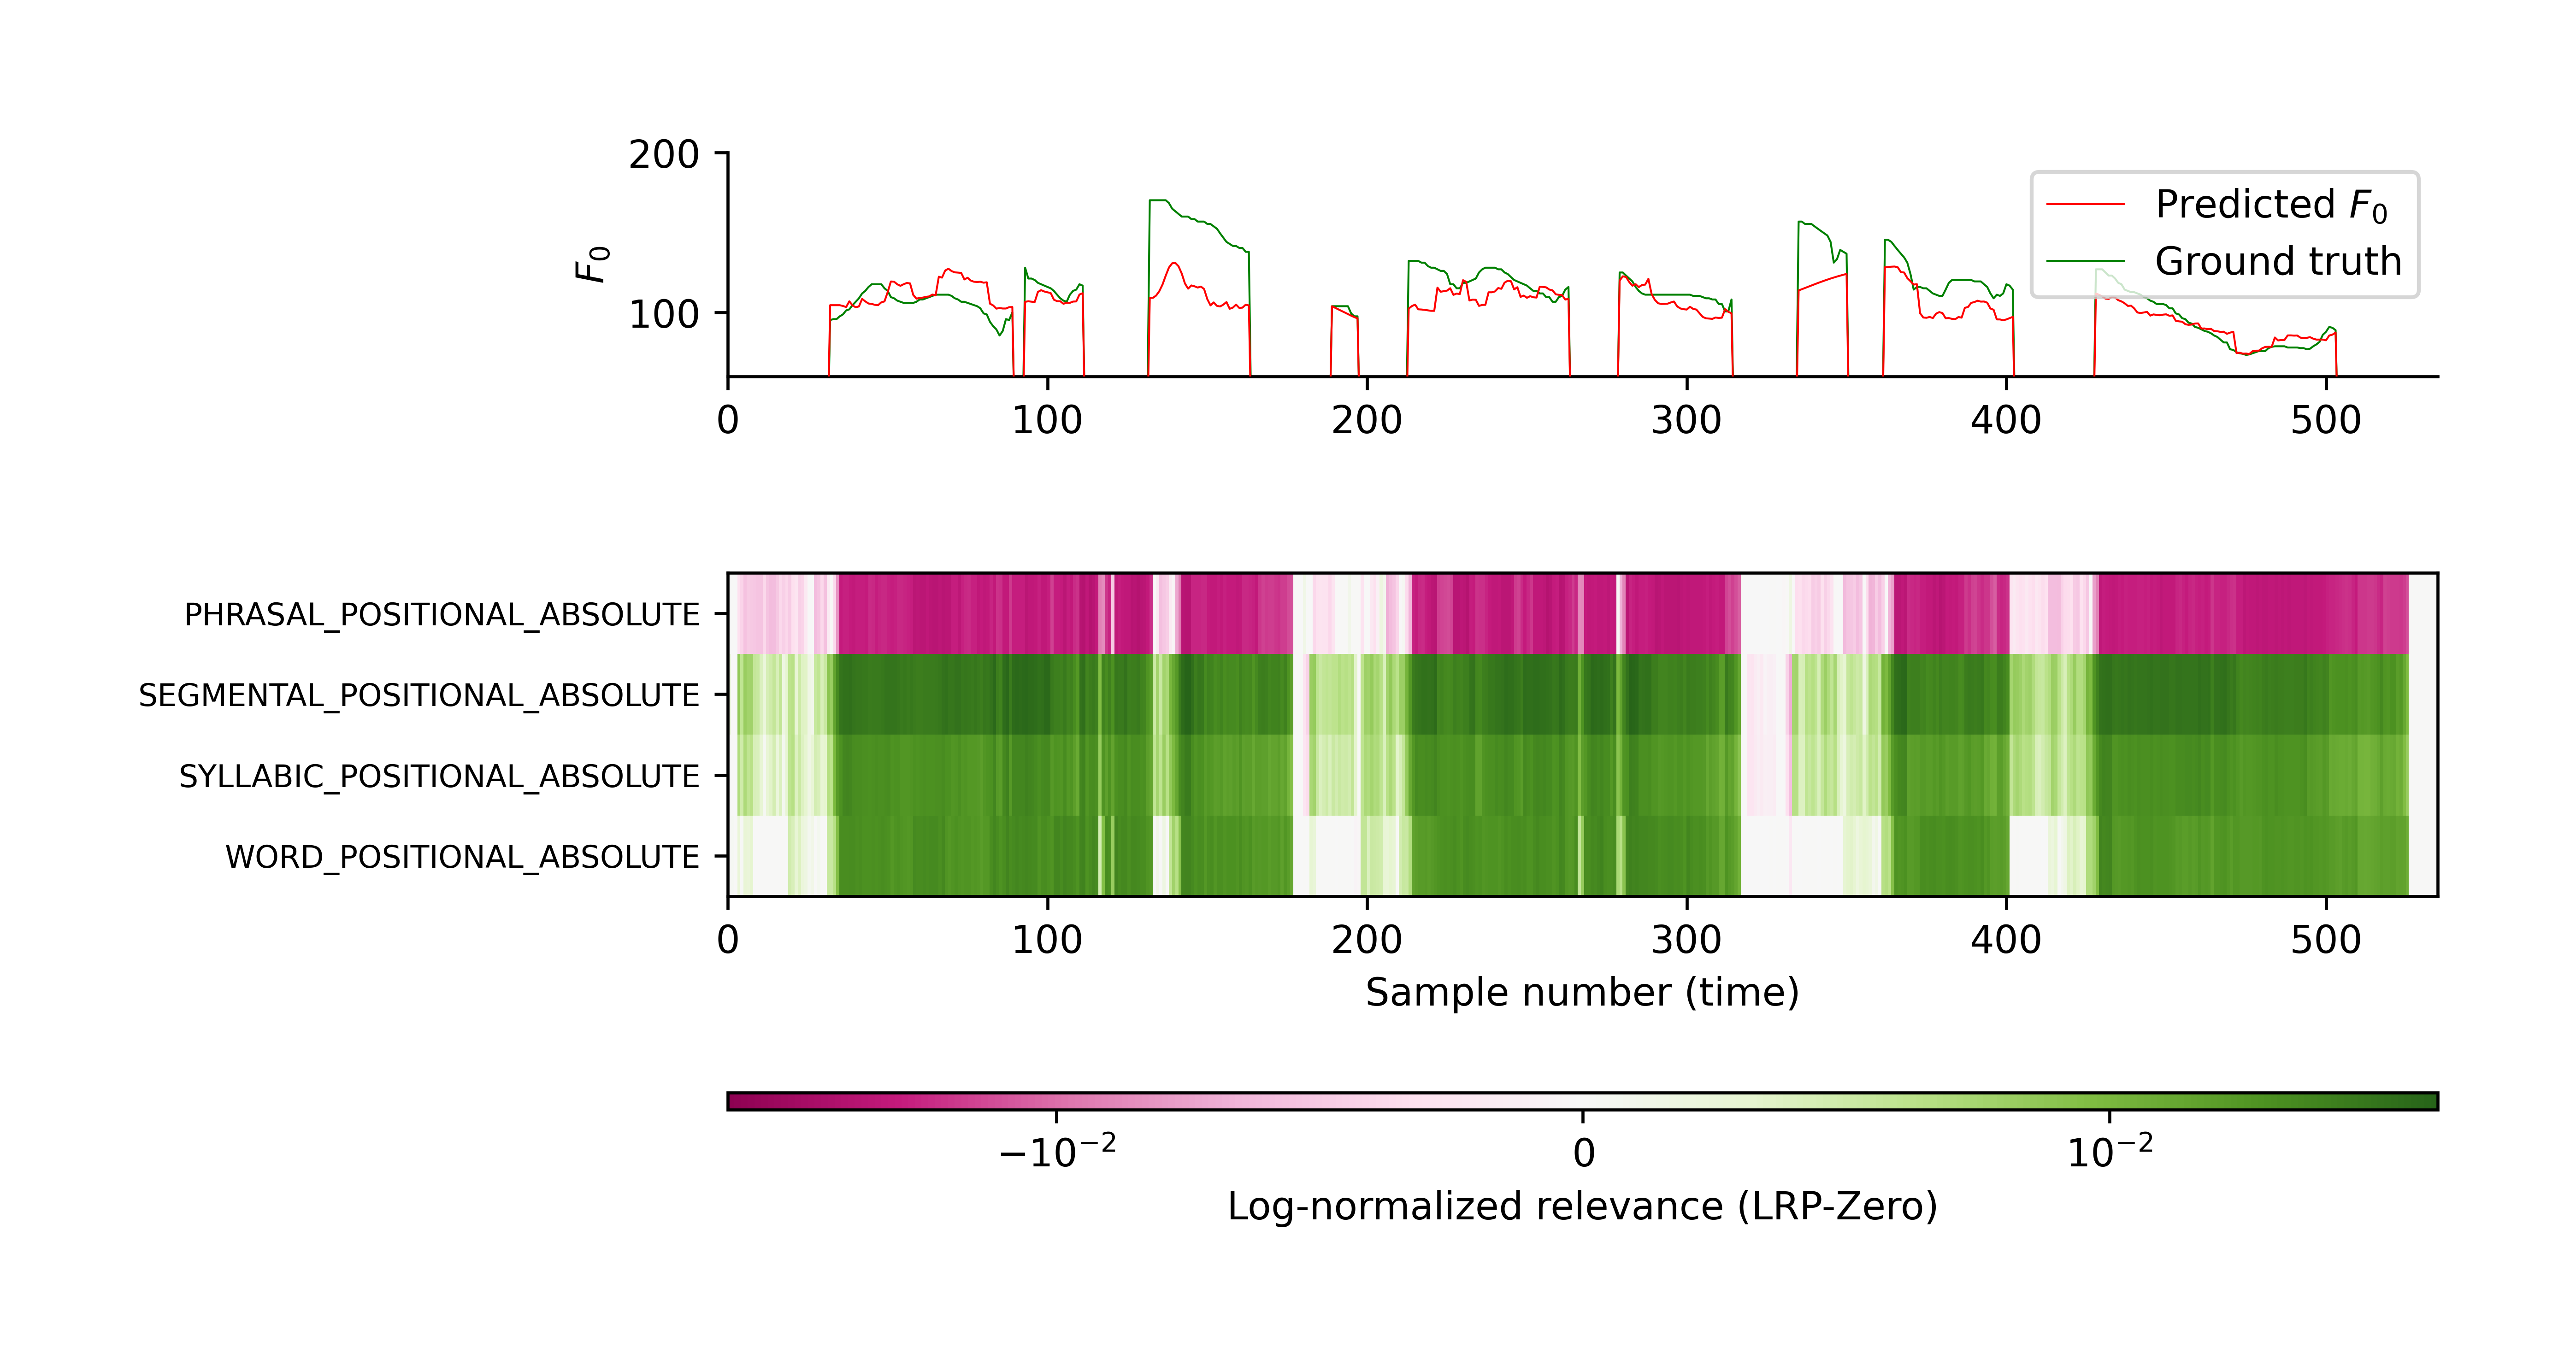 200
100
F₀
Predicted F₀
Ground truth
0 100 200 300 400 500
PHRASAL_POSITIONAL_ABSOLUTE
SEGMENTAL_POSITIONAL_ABSOLUTE
SYLLABIC_POSITIONAL_ABSOLUTE
WORD_POSITIONAL_ABSOLUTE
0 100 200 300 400 500
Sample number (time)
−10⁻² 0 10⁻²
Log-normalized relevance (LRP-Zero)